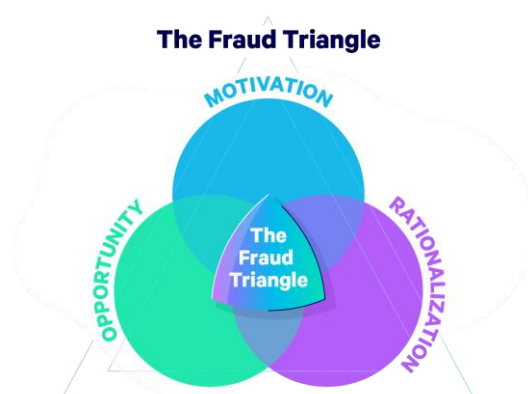 The Fraud Triangle
MOTIVATION
OPPORTUNITY
RATIONALIZATION
The
Fraud
Triangle